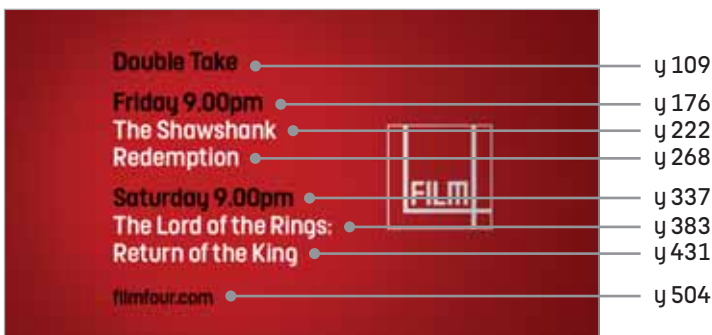 Double Take y 109
Friday 9.00pm y 176
The Shawshank y 222
Redemption y 268
Saturday 9.00pm y 337
FILM
The Lord of the Rings: y 383
Return of the King y 431
filmfour.com y 504